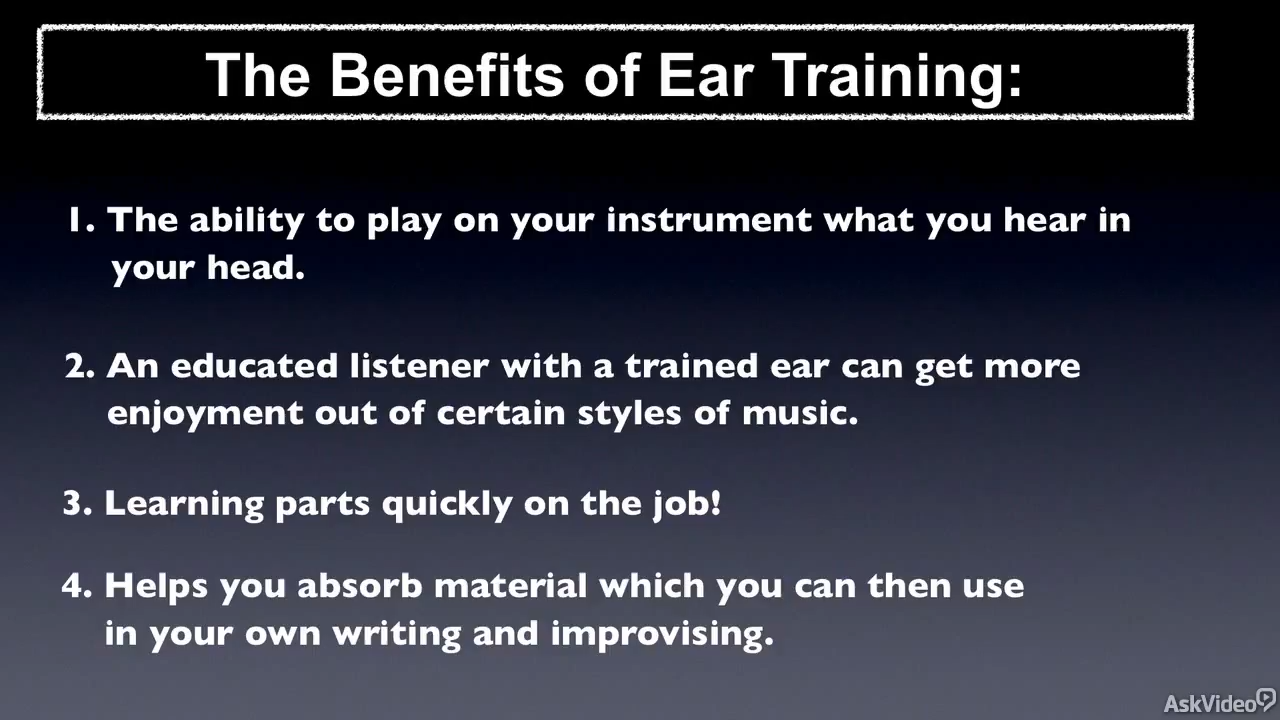 The Benefits of Ear Training:
1. The ability to play on your instrument what you hear in
your head.
2. An educated listener with a trained ear can get more
enjoyment out of certain styles of music.
3. Learning parts quickly on the job!
4. Helps you absorb material which you can then use
in your own writing and improvising.
AskVideo